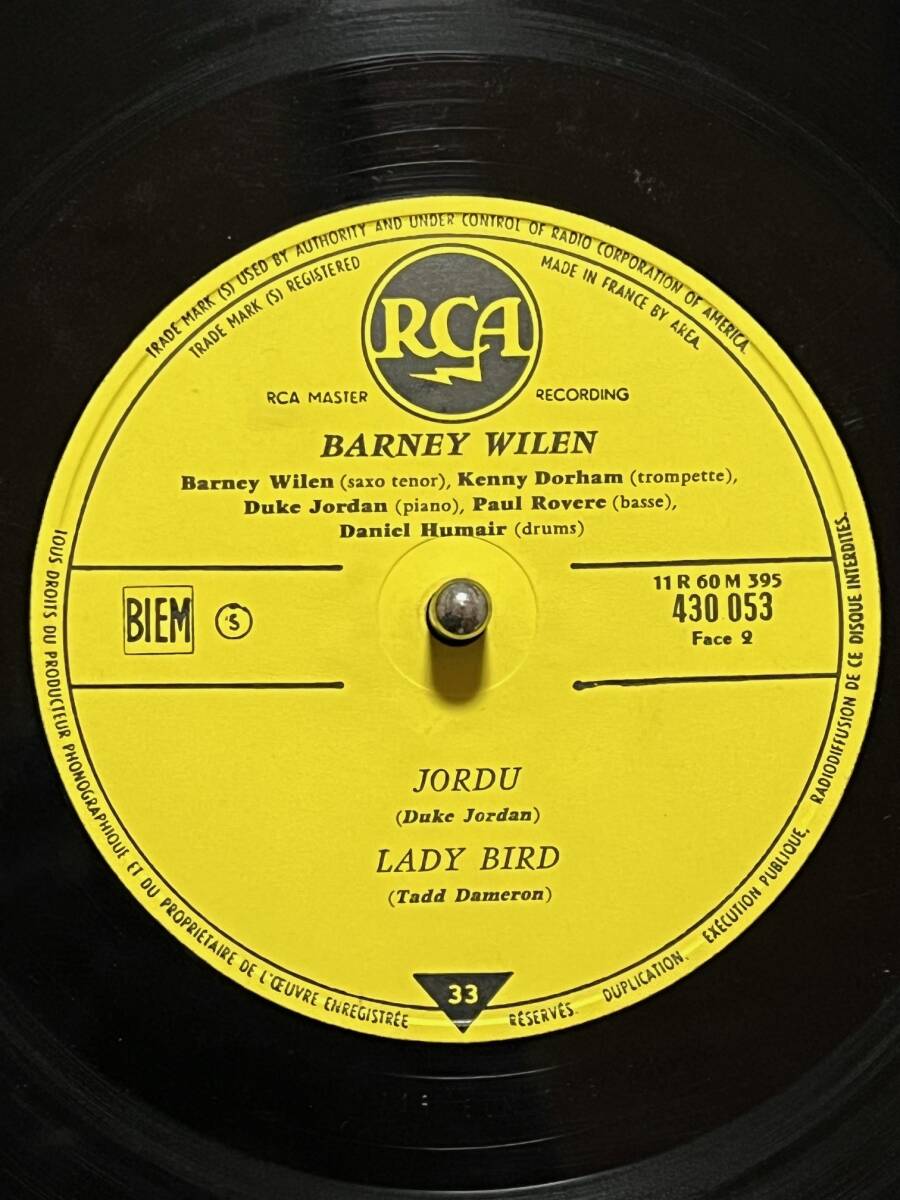 TRADE MARK (S) USED BY AUTHORITY AND UNDER CONTROL OF RADIO CORPORATION OF AMERICA.
TRADE MARK (S) REGISTERED
MADE IN FRANCE BY AREA.
RCA
RCA MASTER RECORDING
BARNEY WILEN
Barney Wilen (saxo tenor), Kenny Dorham (trompette),
Duke Jordan (piano), Paul Rovere (basse),
Daniel Humair (drums)
BIEM
S
11 R 60 M 395
430 053
Face 2
JORDU
(Duke Jordan)
LADY BIRD
(Tadd Dameron)
33
TOUS DROITS DU PRODUCTEUR PHONOGRAPHIQUE ET DU PROPRIÉTAIRE DE L'ŒUVRE ENREGISTRÉE RÉSERVÉS. DUPLICATION. EXÉCUTION PUBLIQUE. RADIODIFFUSION DE CE DISQUE INTERDITES.